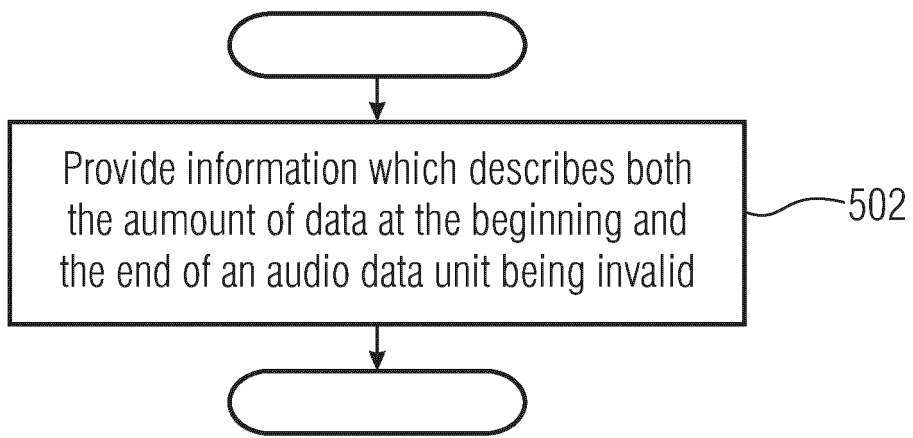 Provide information which describes both
the aumount of data at the beginning and
the end of an audio data unit being invalid
502